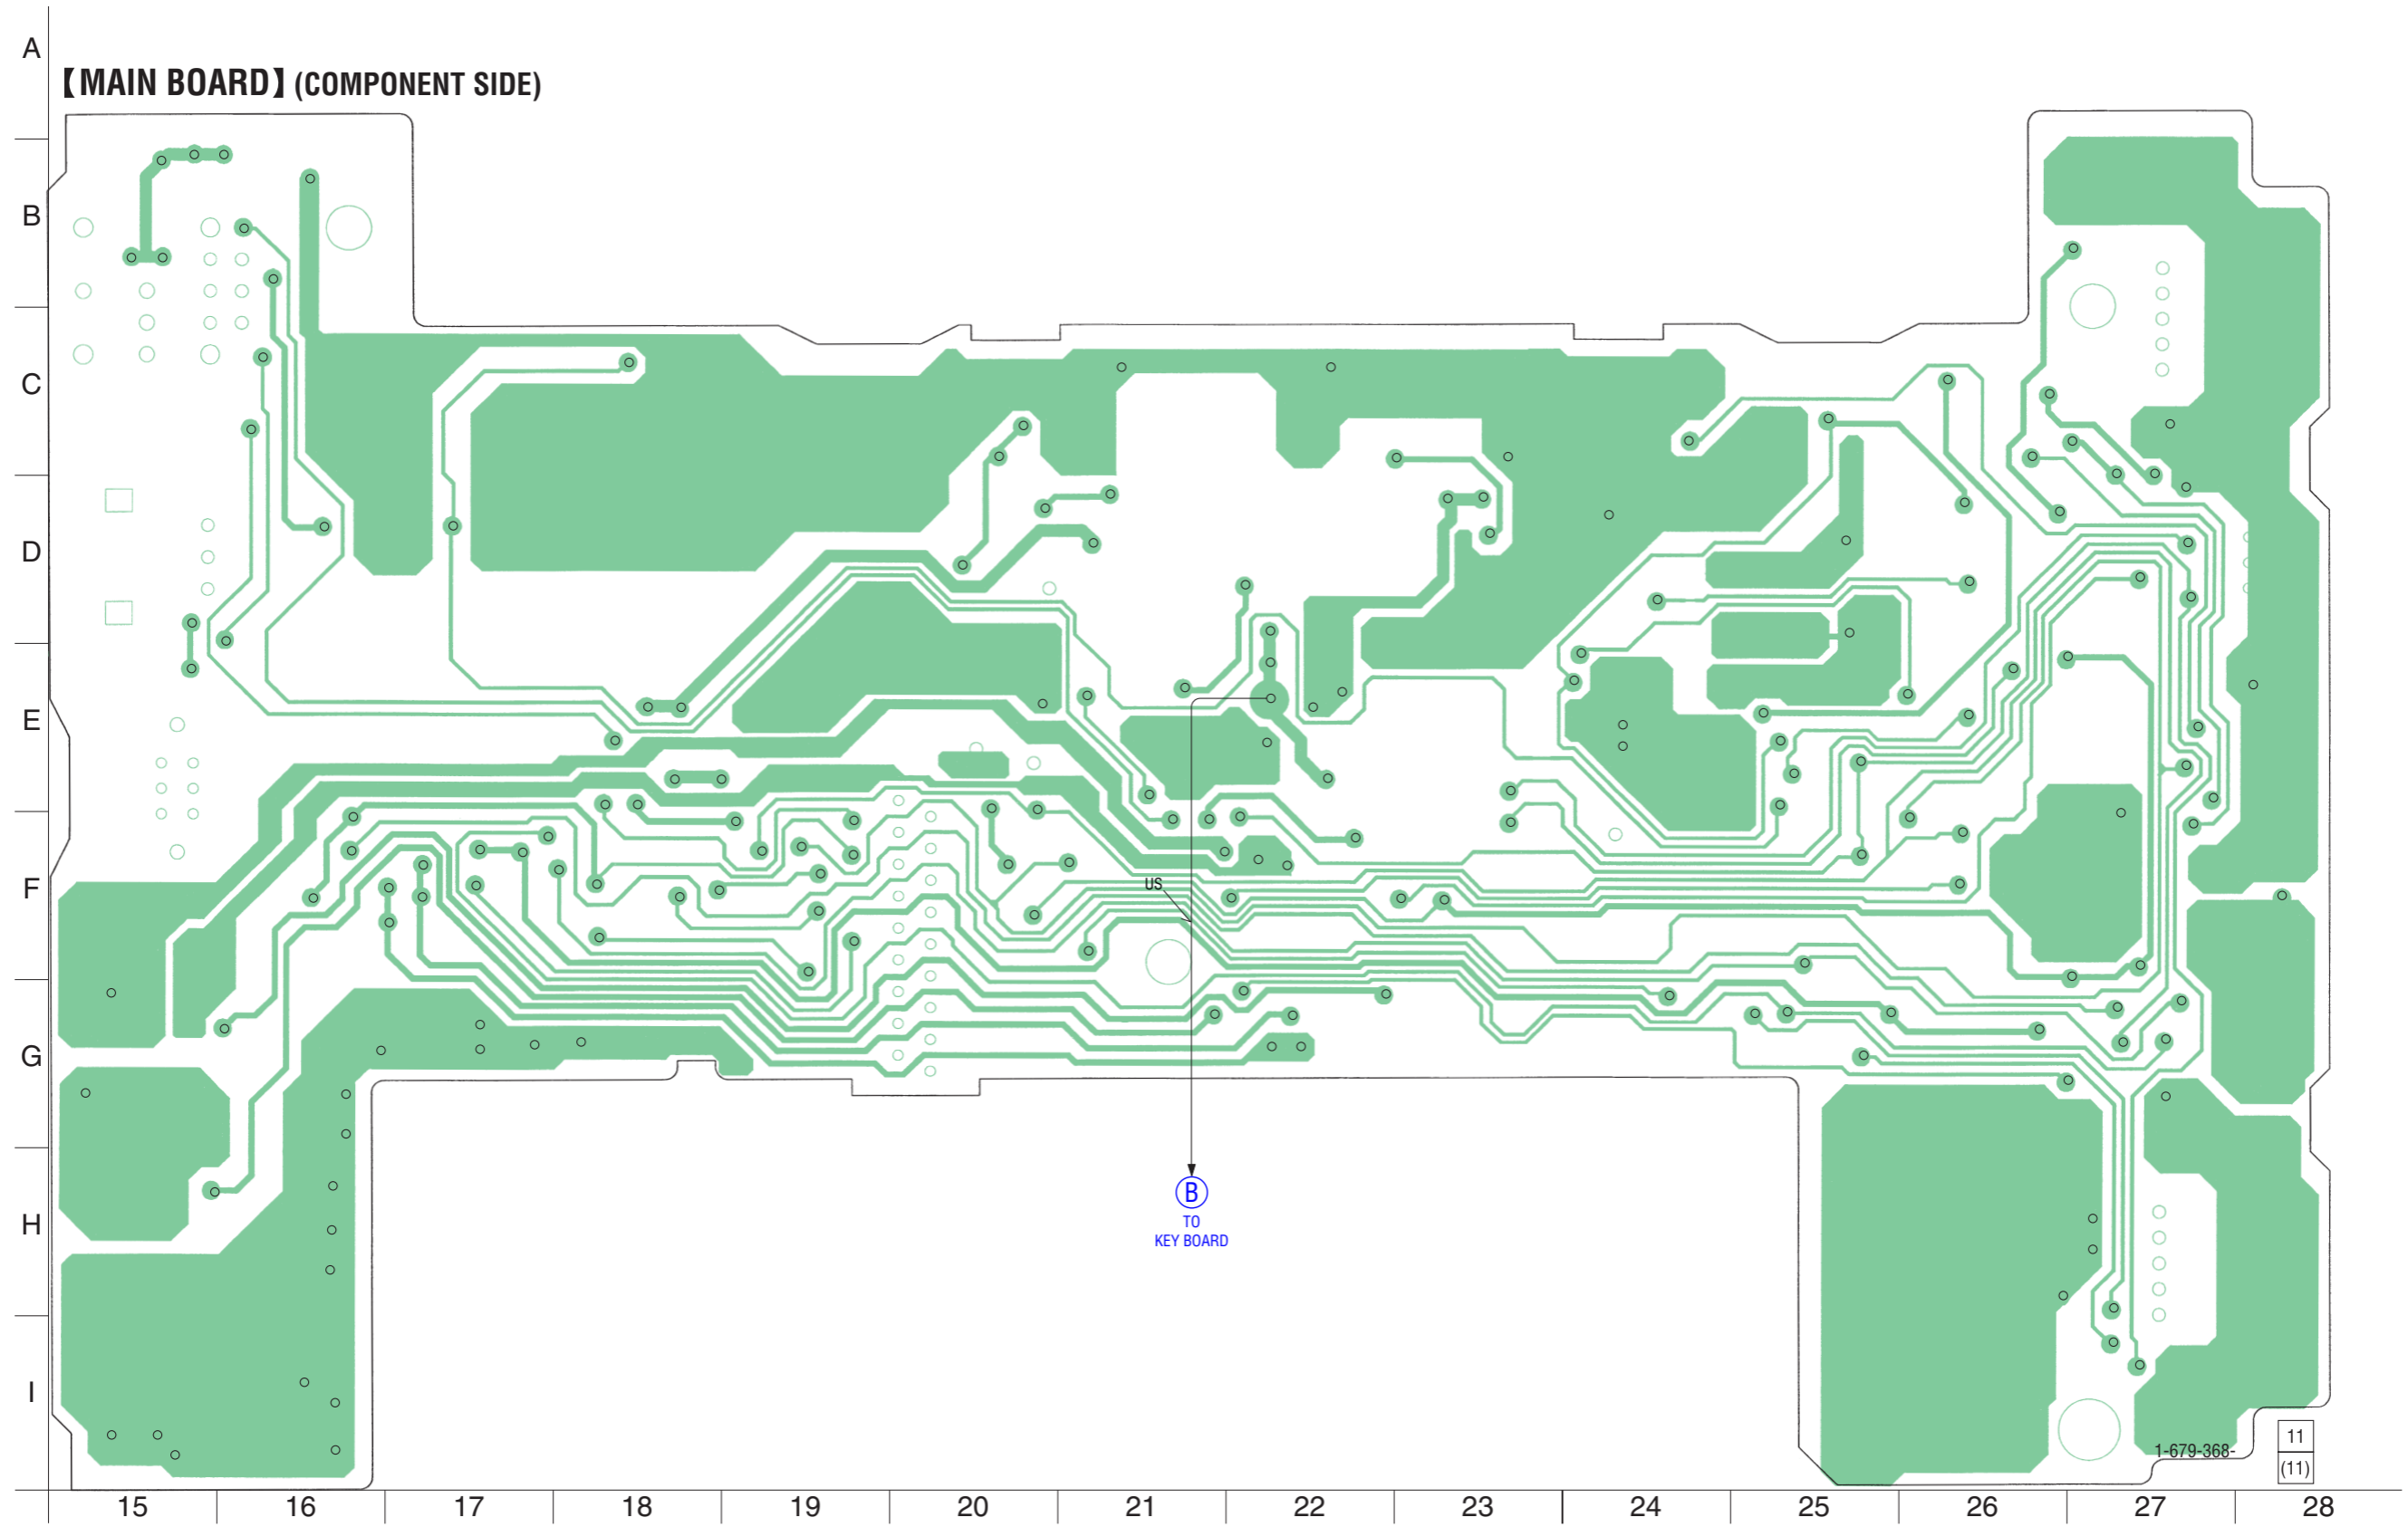 A
【MAIN BOARD】 (COMPONENT SIDE)
B
C
D
E
F
US
G
B
TO
KEY BOARD
H
I
1-679-368-
11
(11)
15 16 17 18 19 20 21 22 23 24 25 26 27 28